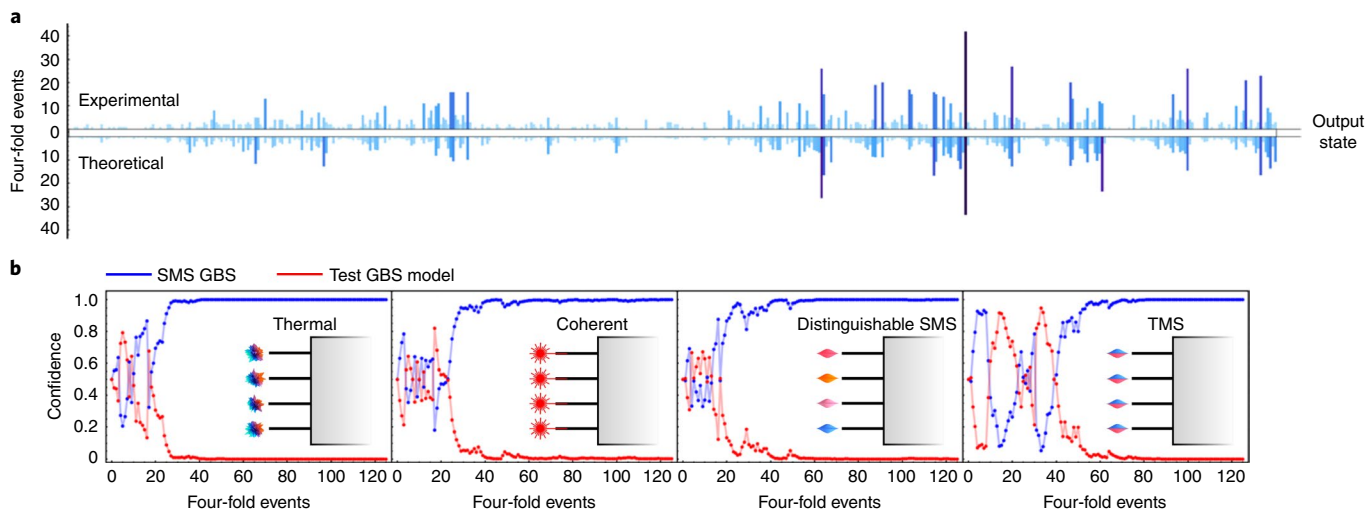 a
Four-fold events
40
30
20
10
0
10
20
30
40
Experimental
Theoretical
Output
state
b
SMS GBS
Test GBS model
Confidence
1.0
0.8
0.6
0.4
0.2
0
Thermal
Coherent
Distinguishable SMS
TMS
0 20 40 60 80 100 120
0 20 40 60 80 100 120
0 20 40 60 80 100 120
0 20 40 60 80 100 120
Four-fold events
Four-fold events
Four-fold events
Four-fold events